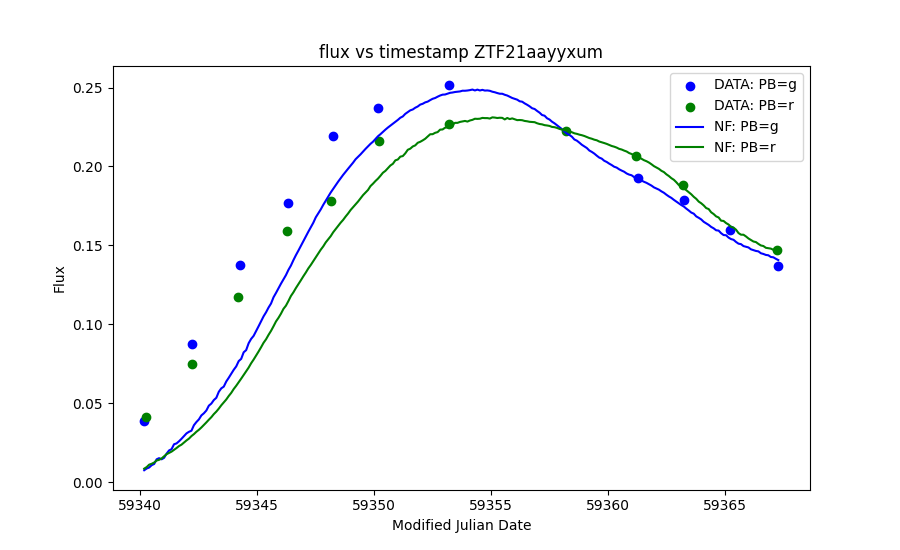 flux vs timestamp ZTF21aayyxum
DATA: PB=g
DATA: PB=r
NF: PB=g
NF: PB=r
Flux
0.25
0.20
0.15
0.10
0.05
0.00
59340 59345 59350 59355 59360 59365
Modified Julian Date